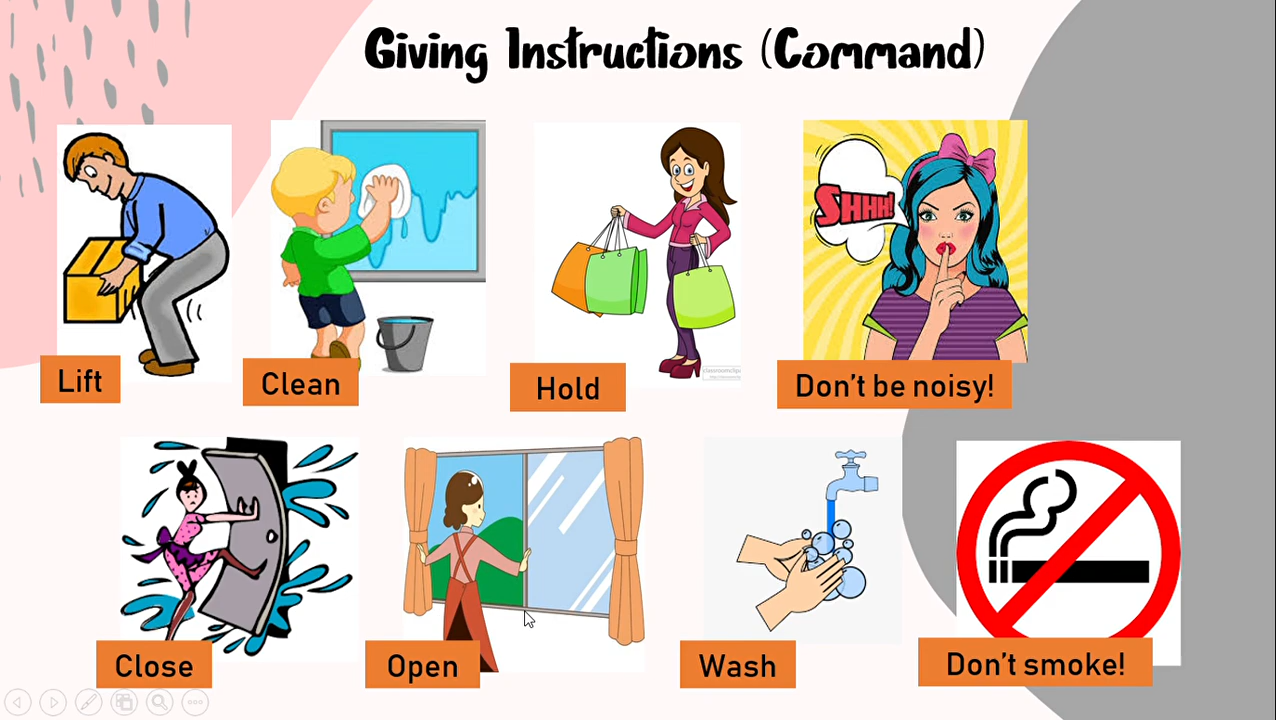 Giving Instructions (Command)
SHHH!
Lift
Clean
Hold
Don't be noisy!
Close
Open
Wash
Don't smoke!